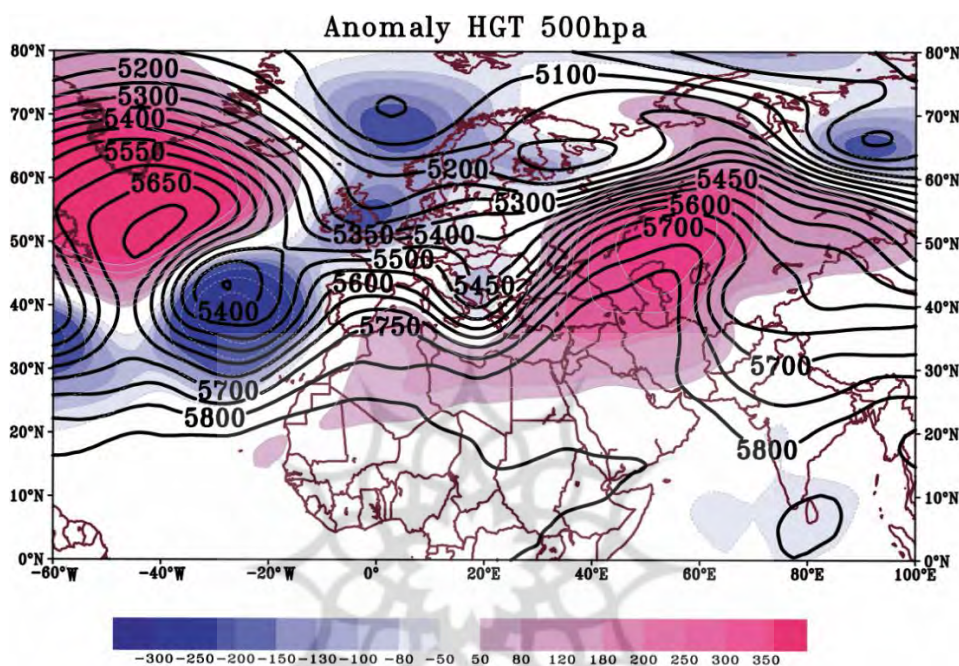 Anomaly HGT 500hpa
80°N 80°N
5200 5100
70°N 70°N
5300
5400
5550 5200
60°N 5450 60°N
5650 5300 5600
5350 5400 5700
50°N 50°N
5500
5600 5450
40°N 5400 40°N
5750
30°N 5700 5700 30°N
5800
20°N 5800 20°N
10°N 10°N
0°N 0°N
-60°W -40°W -20°W 0°E 20°E 40°E 60°E 80°E 100°E
-300 -250 -200 -150 -130 -100 -80 -50 50 80 130 180 200 300 350